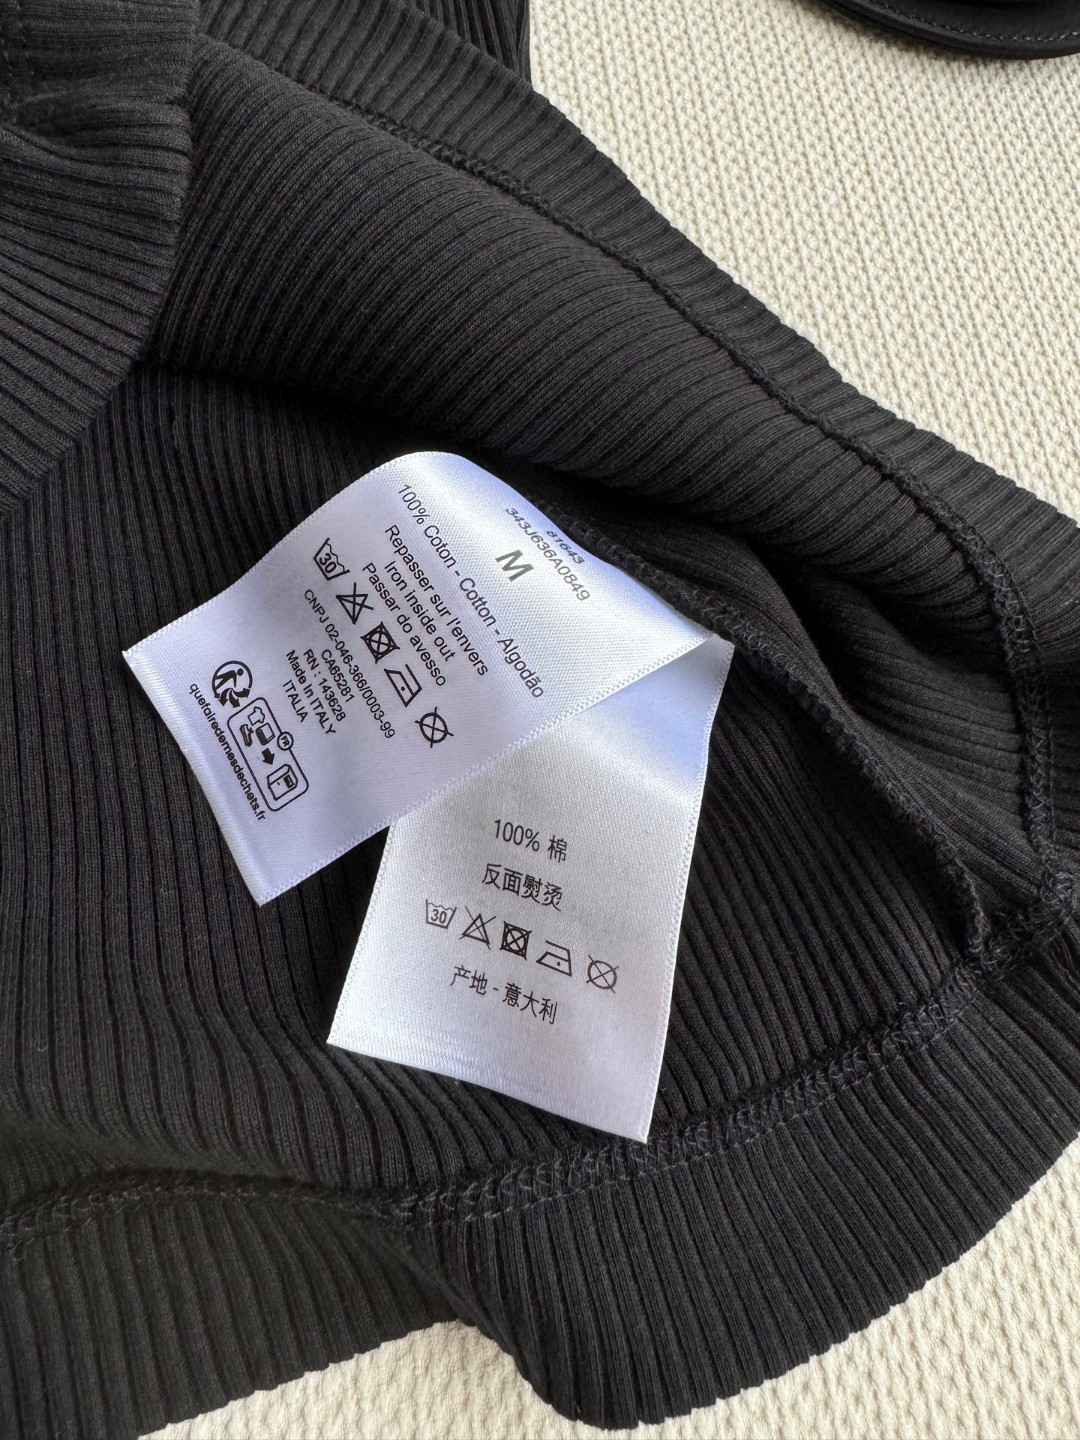 81643
343J636A0849
M
100% Coton - Cotton - Algodão
Repasser sur l'envers
Iron inside out
Passar do avesso
30
CNPJ 02-046-366/0003-99
CA65281
RN : 143628
Made in ITALY
ITALIA
FR
quefairedemesdechets.fr
100% 棉
反面熨烫
30
产地 - 意大利